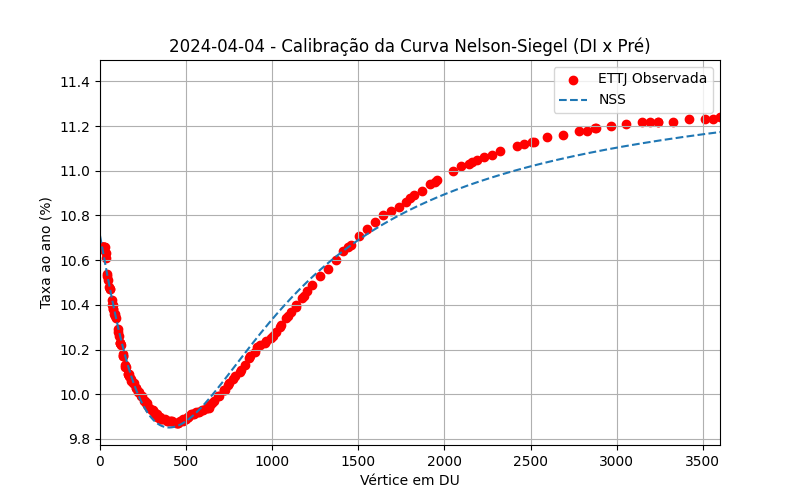 2024-04-04 - Calibração da Curva Nelson-Siegel (DI x Pré)
ETTJ Observada
NSS
Taxa ao ano (%)
11.4
11.2
11.0
10.8
10.6
10.4
10.2
10.0
9.8
0 500 1000 1500 2000 2500 3000 3500
Vértice em DU